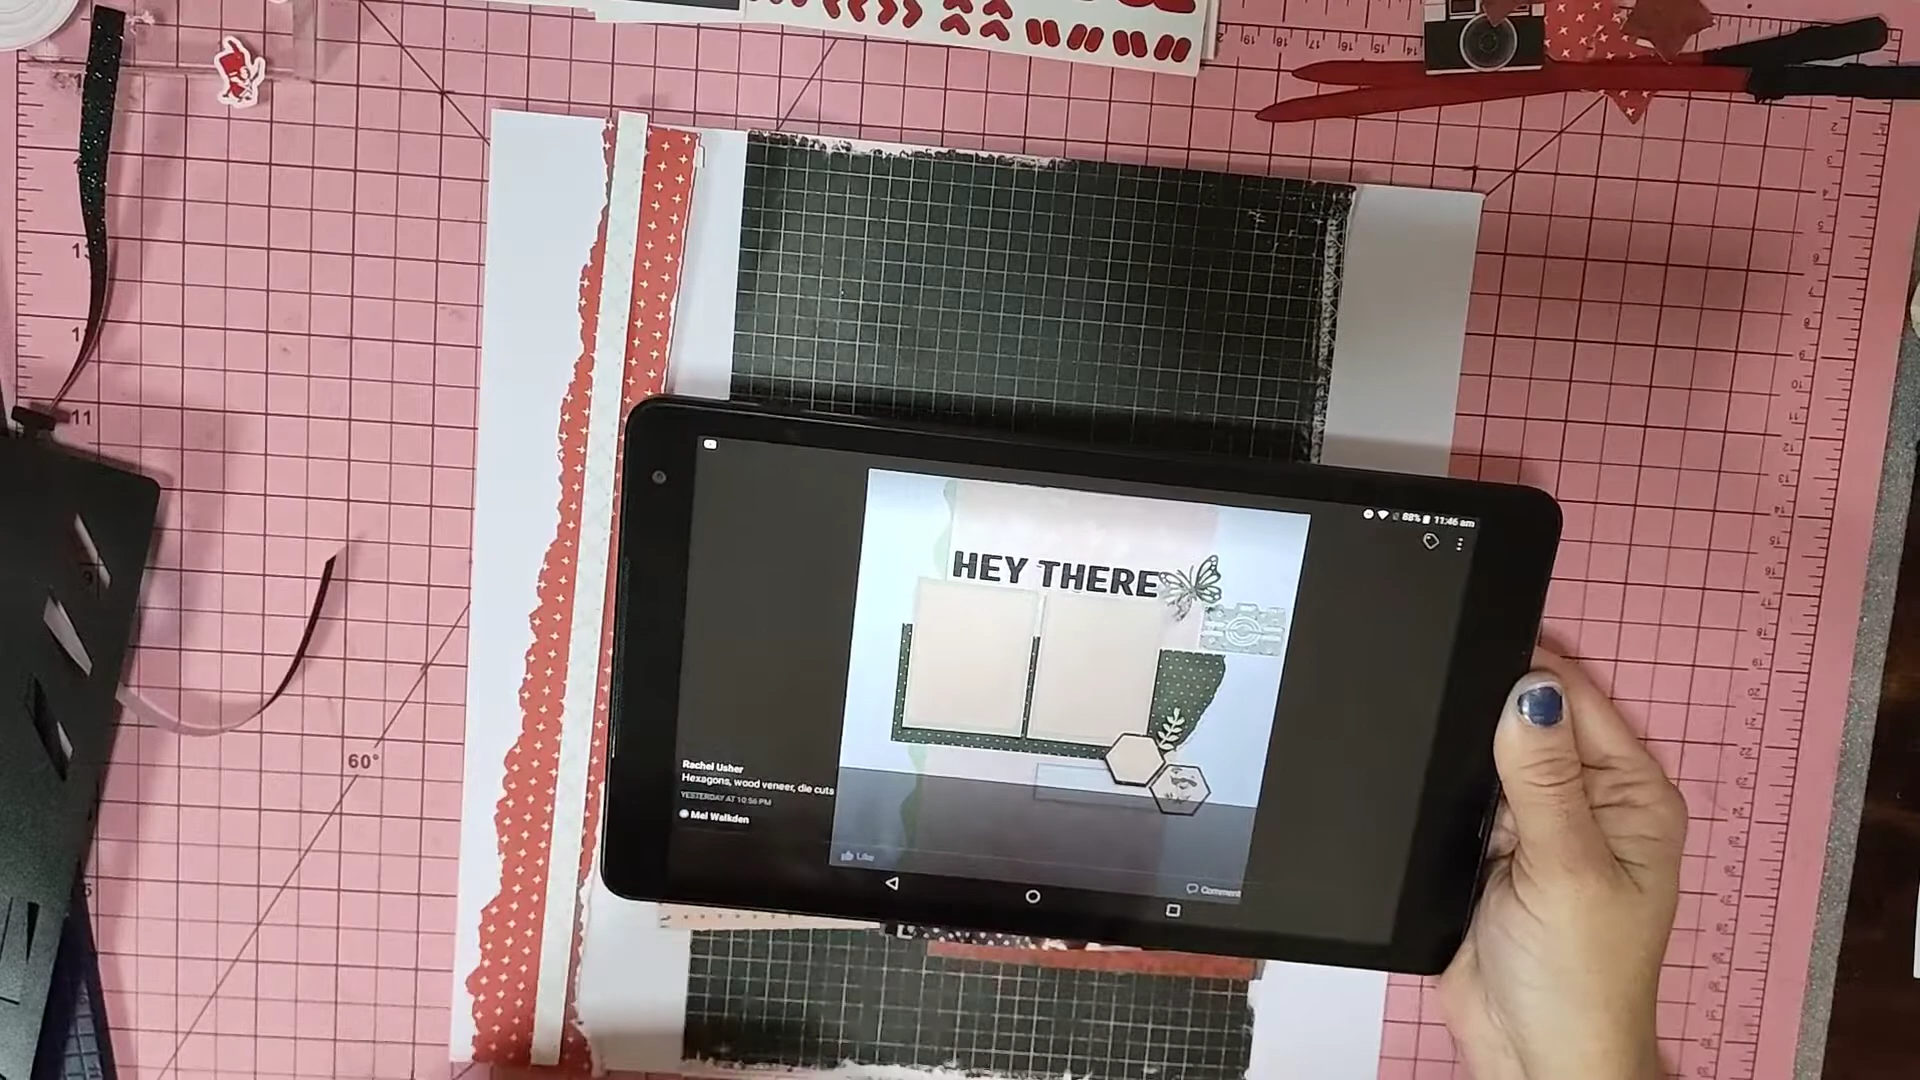 88% 11:46 am
HEY THERE
Rachel Usher
Hexagons, wood veneer, die cuts
YESTERDAY AT 10:56 PM
Mel Walkden
Like
Comment
60°
11